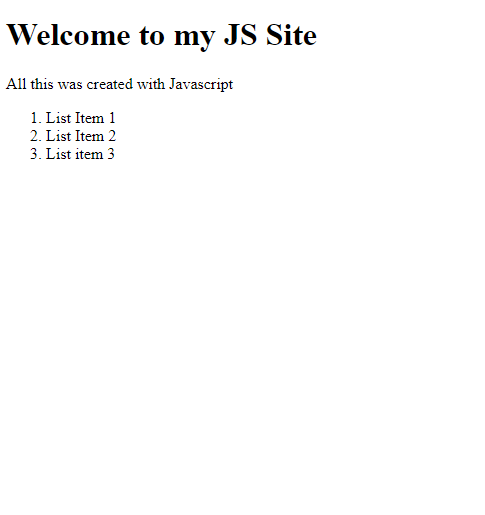 Welcome to my JS Site
All this was created with Javascript
1. List Item 1
2. List Item 2
3. List item 3